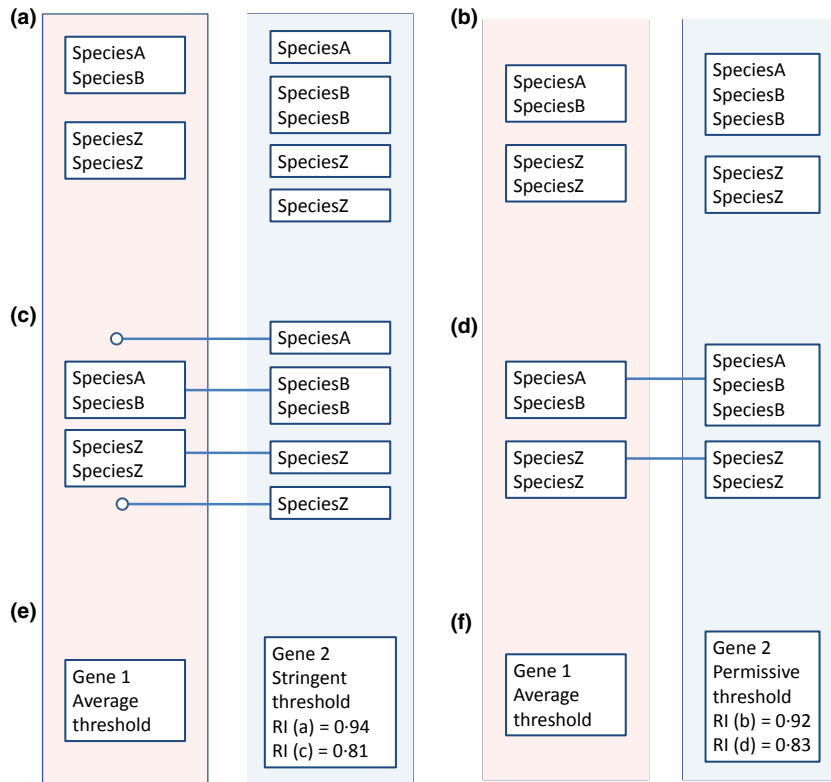 (a)
SpeciesA
SpeciesB
SpeciesZ
SpeciesZ
SpeciesA
SpeciesB
SpeciesB
SpeciesZ
SpeciesZ
(b)
SpeciesA
SpeciesB
SpeciesZ
SpeciesZ
SpeciesA
SpeciesB
SpeciesB
SpeciesZ
SpeciesZ
(c)
SpeciesA
SpeciesB
SpeciesZ
SpeciesZ
SpeciesA
SpeciesB
SpeciesB
SpeciesZ
SpeciesZ
(d)
SpeciesA
SpeciesB
SpeciesZ
SpeciesZ
SpeciesA
SpeciesB
SpeciesB
SpeciesZ
SpeciesZ
(e)
Gene 1
Average
threshold
Gene 2
Stringent
threshold
RI (a) = 0·94
RI (c) = 0·81
(f)
Gene 1
Average
threshold
Gene 2
Permissive
threshold
RI (b) = 0·92
RI (d) = 0·83